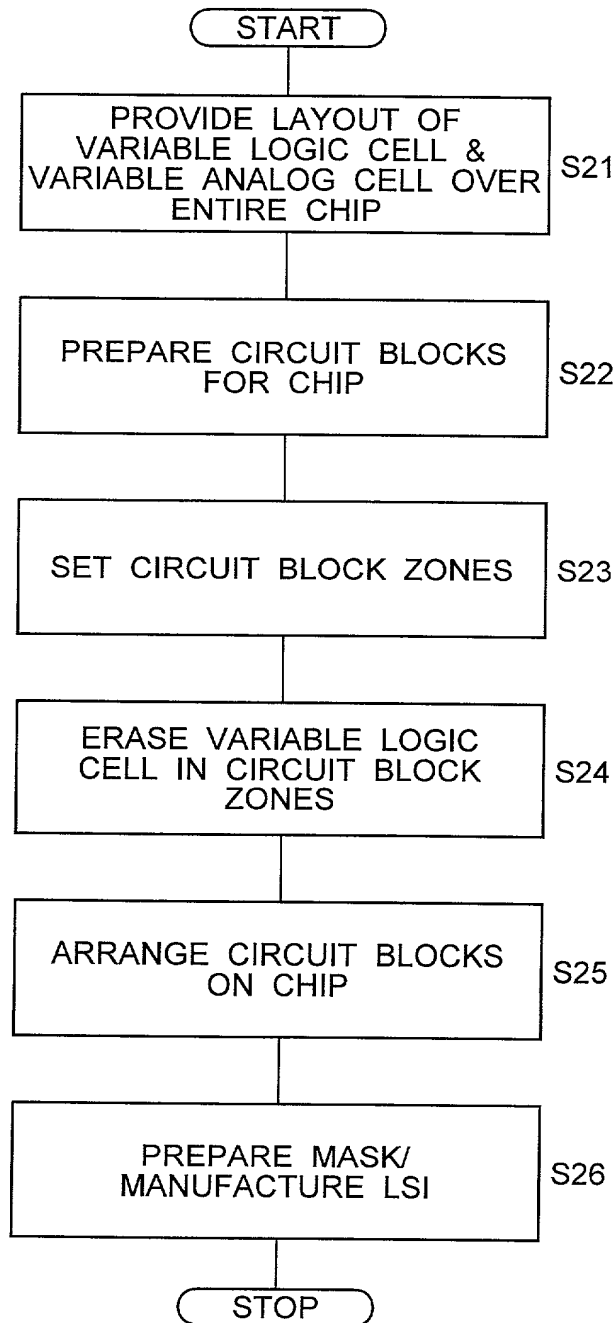 START
PROVIDE LAYOUT OF
VARIABLE LOGIC CELL &
VARIABLE ANALOG CELL OVER
ENTIRE CHIP
S21
PREPARE CIRCUIT BLOCKS
FOR CHIP
S22
SET CIRCUIT BLOCK ZONES
S23
ERASE VARIABLE LOGIC
CELL IN CIRCUIT BLOCK
ZONES
S24
ARRANGE CIRCUIT BLOCKS
ON CHIP
S25
PREPARE MASK/
MANUFACTURE LSI
S26
STOP